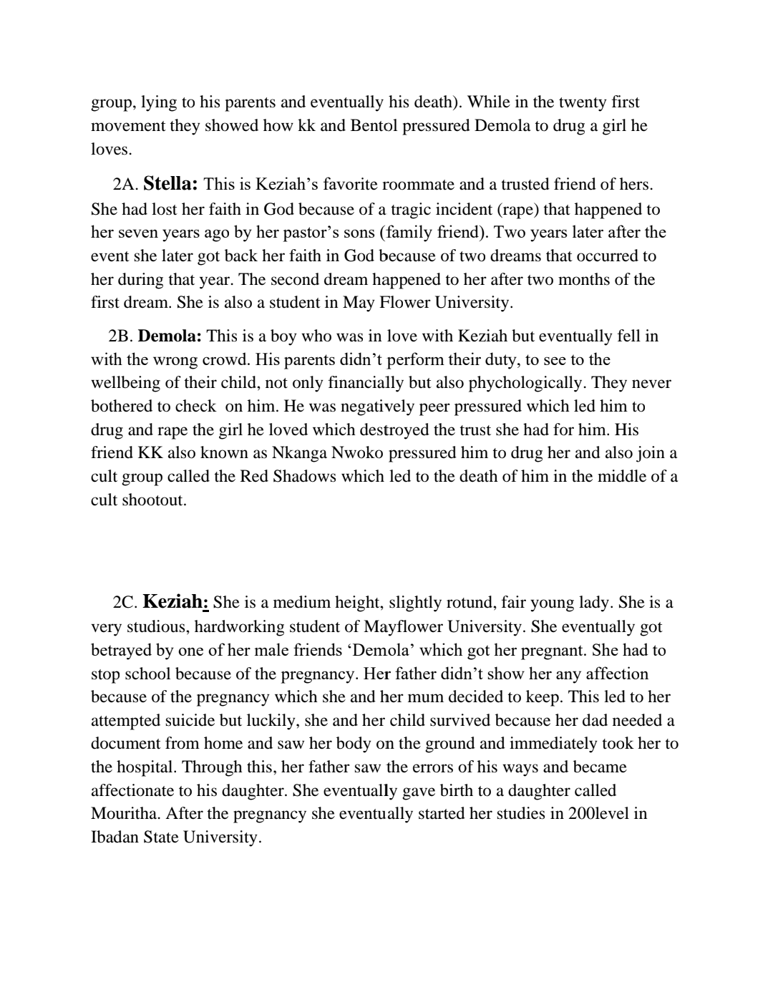 group, lying to his parents and eventually his death). While in the twenty first
movement they showed how kk and Bentol pressured Demola to drug a girl he
loves.
2A. Stella: This is Keziah’s favorite roommate and a trusted friend of hers.
She had lost her faith in God because of a tragic incident (rape) that happened to
her seven years ago by her pastor’s sons (family friend). Two years later after the
event she later got back her faith in God because of two dreams that occurred to
her during that year. The second dream happened to her after two months of the
first dream. She is also a student in May Flower University.
2B. Demola: This is a boy who was in love with Keziah but eventually fell in
with the wrong crowd. His parents didn’t perform their duty, to see to the
wellbeing of their child, not only financially but also phychologically. They never
bothered to check  on him. He was negatively peer pressured which led him to
drug and rape the girl he loved which destroyed the trust she had for him. His
friend KK also known as Nkanga Nwoko pressured him to drug her and also join a
cult group called the Red Shadows which led to the death of him in the middle of a
cult shootout.
2C. Keziah: She is a medium height, slightly rotund, fair young lady. She is a
very studious, hardworking student of Mayflower University. She eventually got
betrayed by one of her male friends ‘Demola’ which got her pregnant. She had to
stop school because of the pregnancy. Her father didn’t show her any affection
because of the pregnancy which she and her mum decided to keep. This led to her
attempted suicide but luckily, she and her child survived because her dad needed a
document from home and saw her body on the ground and immediately took her to
the hospital. Through this, her father saw the errors of his ways and became
affectionate to his daughter. She eventually gave birth to a daughter called
Mouritha. After the pregnancy she eventually started her studies in 200level in
Ibadan State University.